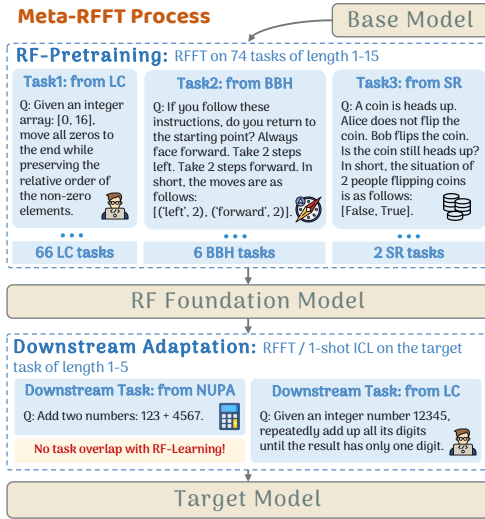 Meta-RFFT Process
Base Model
RF-Pretraining: RFFT on 74 tasks of length 1-15
Task1: from LC
Q: Given an integer
array: [0, 16],
move all zeros to
the end while
preserving the
relative order of
the non-zero
elements.
...
66 LC tasks
Task2: from BBH
Q: If you follow these
instructions, do you return to
the starting point? Always
face forward. Take 2 steps
left. Take 2 steps forward. In
short, the moves are as
follows:
[('left', 2), ('forward', 2)].
...
6 BBH tasks
Task3: from SR
Q: A coin is heads up.
Alice does not flip the
coin. Bob flips the coin.
Is the coin still heads up?
In short, the situation of
2 people flipping coins
is as follows:
[False, True].
...
2 SR tasks
RF Foundation Model
Downstream Adaptation: RFFT / 1-shot ICL on the target
task of length 1-5
Downstream Task: from NUPA
Q: Add two numbers: 123 + 4567.
No task overlap with RF-Learning!
Downstream Task: from LC
Q: Given an integer number 12345,
repeatedly add up all its digits
until the result has only one digit.
Target Model